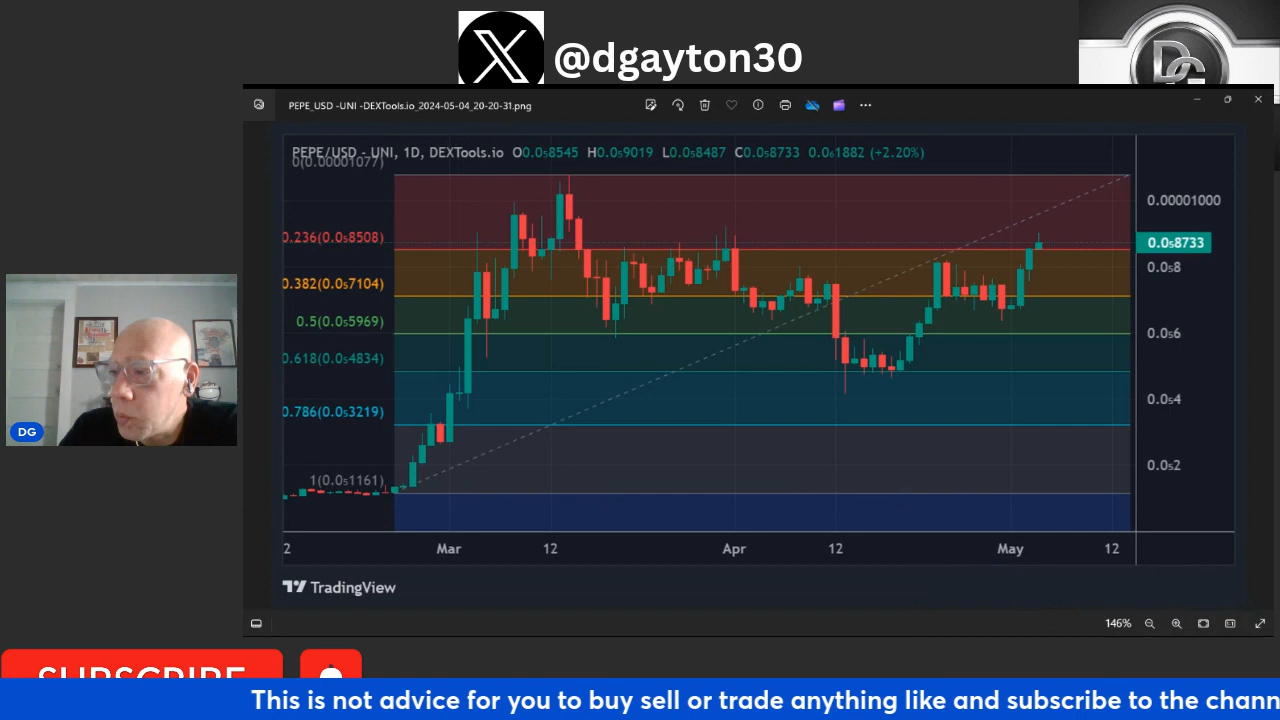 @dgayton30
DG
PEPE_USD -UNI -DEXTools.io_2024-05-04_20-20-31.png
PEPE/USD - UNI, 1D, DEXTools.io O0.0₅8545 H0.0₅9019 L0.0₅8487 C0.0₅8733 0.0₆1882 (+2.20%)
0(0.00001077)
0.00001000
0.236(0.0₅8508)
0.0₅8733
0.0₅8
0.382(0.0₅7104)
0.5(0.0₅5969)
0.0₅6
0.618(0.0₅4834)
0.0₅4
0.786(0.0₅3219)
0.0₅2
1(0.0₅1161)
2 Mar 12 Apr 12 May 12
TradingView
DG
146%
SUBSCRIBE
This is not advice for you to buy sell or trade anything like and subscribe to the chann